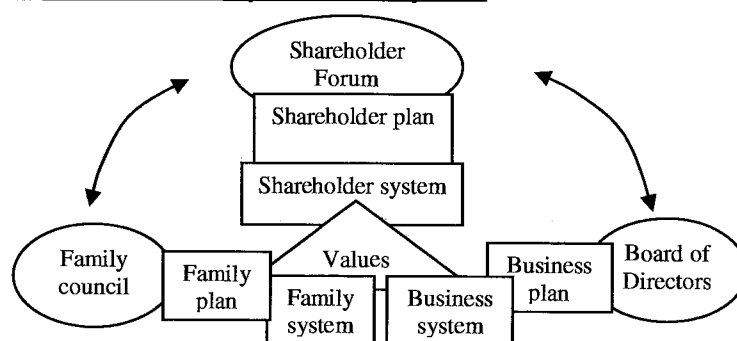 Shareholder
Forum
Shareholder plan
Shareholder system
Values
Family
council
Family
plan
Family
system
Business
system
Business
plan
Board of
Directors